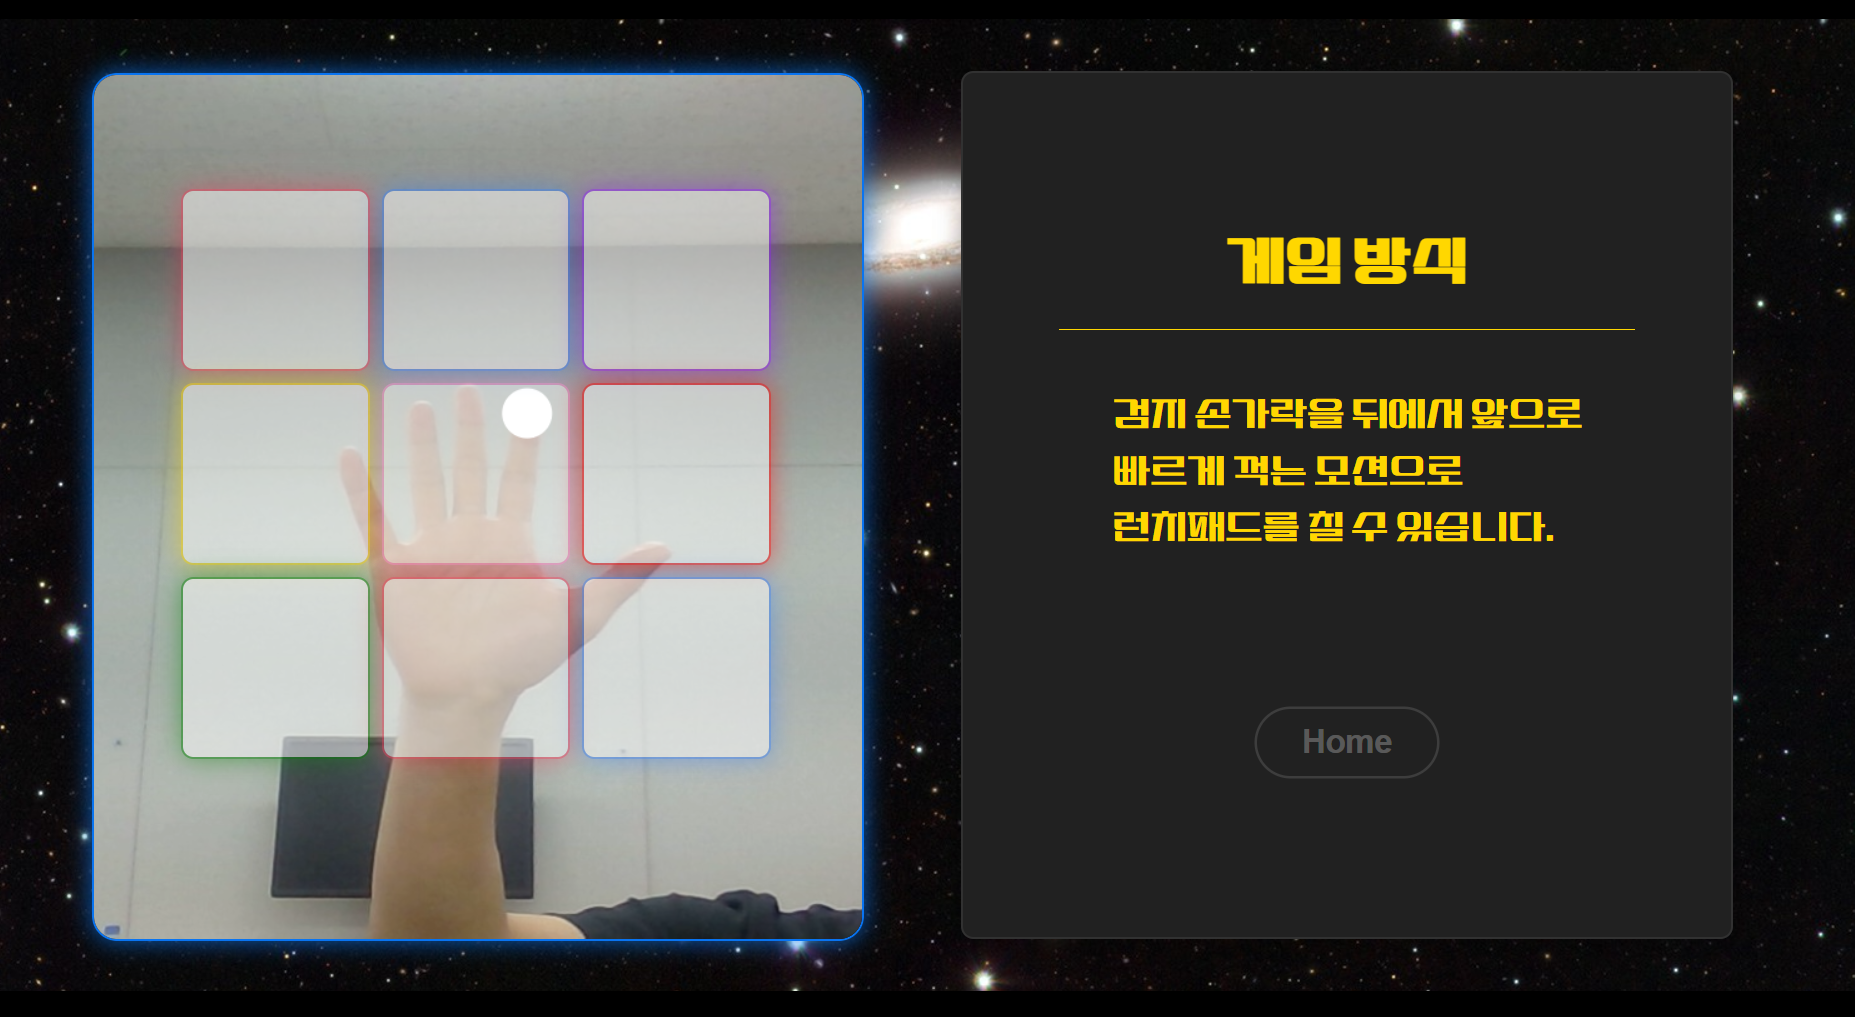 게임 방식
검지 손가락을 뒤에서 앞으로
빠르게 꺽는 모션으로
런치패드를 칠 수 있습니다.
Home